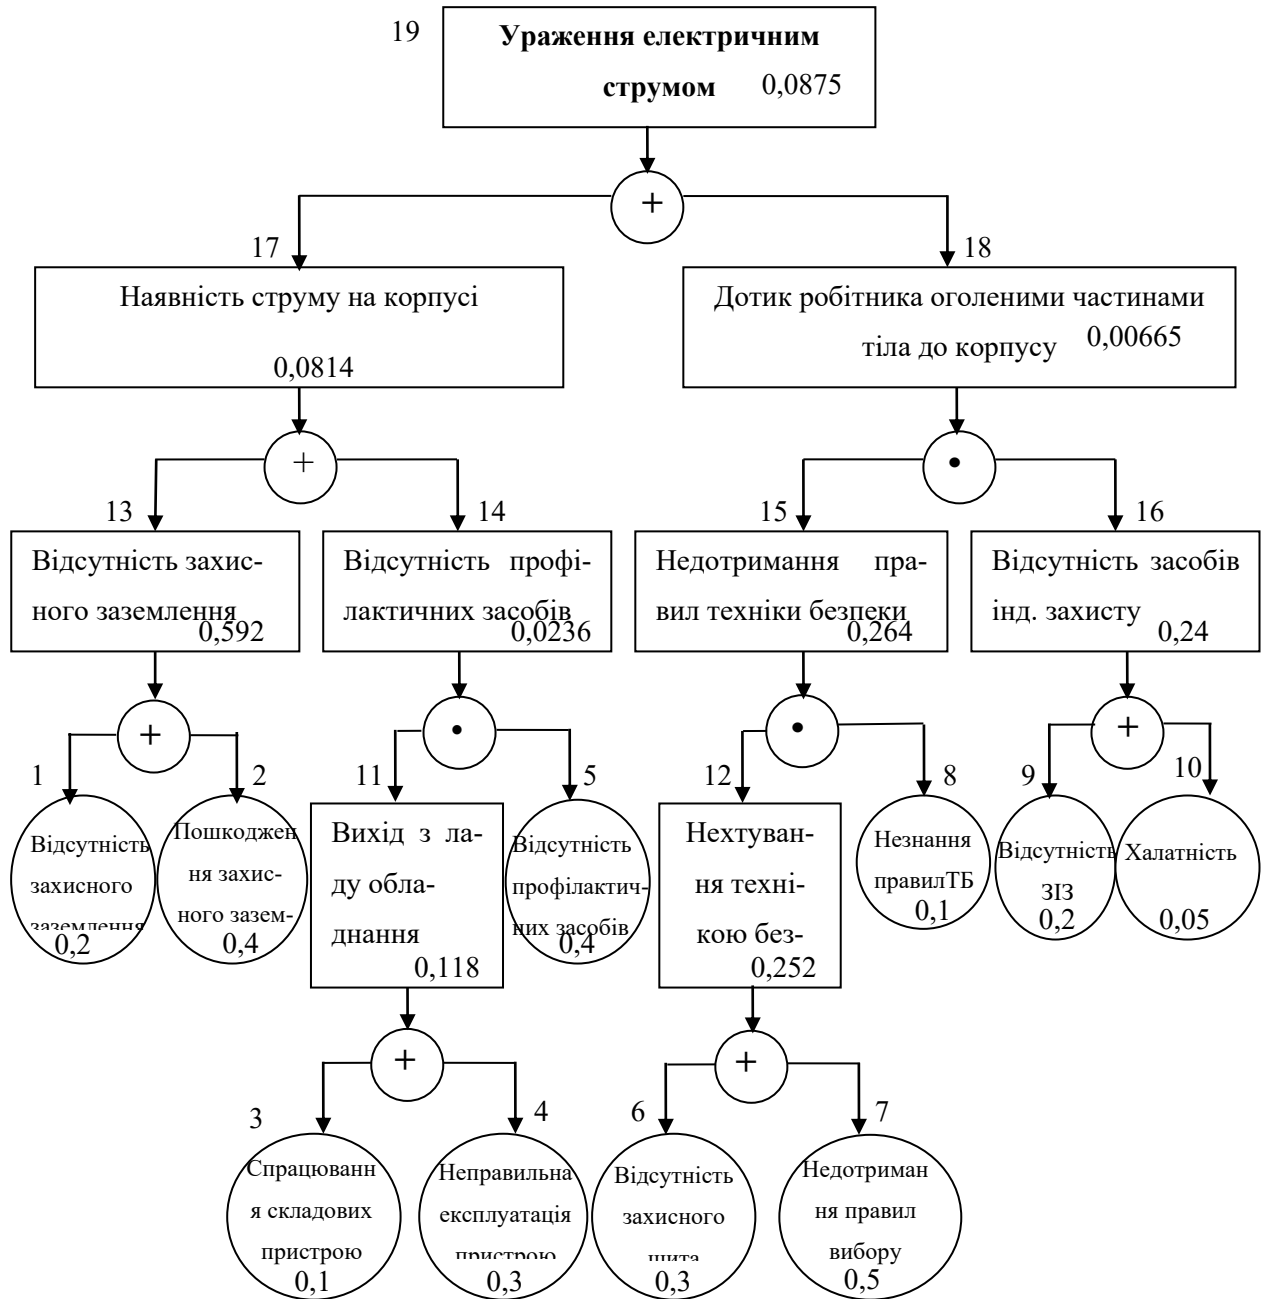 19
Ураження електричним
струмом 0,0875
+
17
18
Наявність струму на корпусі
0,0814
Дотик робітника оголеними частинами
тіла до корпусу 0,00665
+
•
13
14
15
16
Відсутність захис-
ного заземлення
0,592
Відсутність профі-
лактичних засобів
0,0236
Недотримання пра-
вил техніки безпеки
0,264
Відсутність засобів
інд. захисту
0,24
+
•
•
+
1
2
11
5
12
8
9
10
Відсутність
захисного
заземлення
0,2
Пошкоджен
ня захис-
ного зазем-
0,4
Вихід з ла-
ду обла-
днання
0,118
Відсутність
профілактич-
них засобів
0,4
Нехтуван-
ня техні-
кою без-
0,252
Незнання
правилТБ
0,1
Відсутність
ЗІЗ
0,2
Халатність
0,05
+
+
3
4
6
7
Спрацюванн
я складових
пристрою
0,1
Неправильна
експлуатація
пристрою
0,3
Відсутність
захисного
щита
0,3
Недотриман
ня правил
вибору
0,5